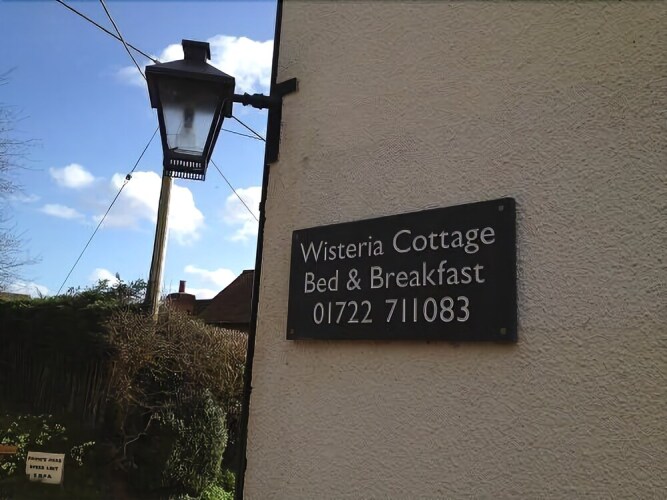 Wisteria Cottage
Bed & Breakfast
01722 711083